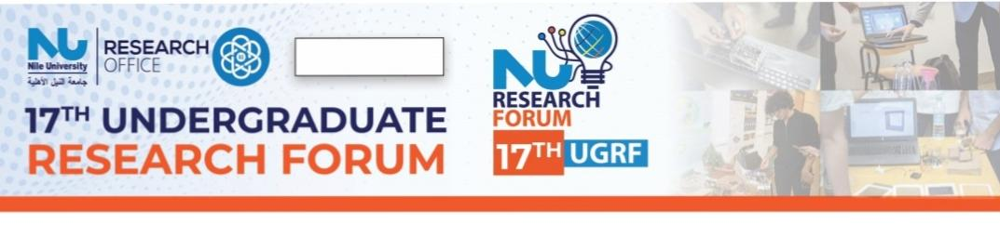 NU
Nile University
جامعة النيل الأهلية
RESEARCH
OFFICE
17TH UNDERGRADUATE
RESEARCH FORUM
NU
RESEARCH
FORUM
17TH UGRF